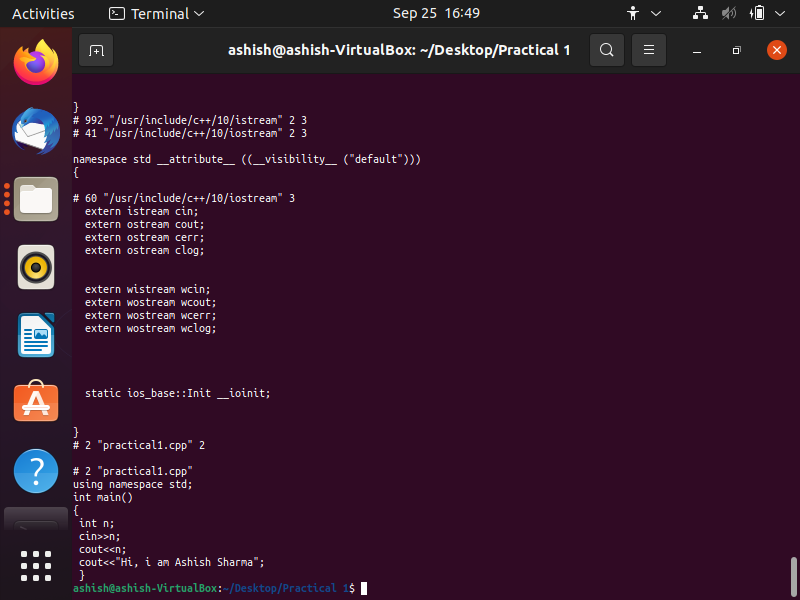 Activities
Terminal
Sep 25 16:49
ashish@ashish-VirtualBox: ~/Desktop/Practical 1
}
# 992 "/usr/include/c++/10/istream" 2 3
# 41 "/usr/include/c++/10/iostream" 2 3
namespace std __attribute__ ((__visibility__ ("default")))
{
# 60 "/usr/include/c++/10/iostream" 3
extern istream cin;
extern ostream cout;
extern ostream cerr;
extern ostream clog;
extern wistream wcin;
extern wostream wcout;
extern wostream wcerr;
extern wostream wclog;
static ios_base::Init __ioinit;
}
# 2 "practical1.cpp" 2
# 2 "practical1.cpp"
using namespace std;
int main()
{
int n;
cin>>n;
cout<<n;
cout<<"Hi, i am Ashish Sharma";
}
ashish@ashish-VirtualBox:~/Desktop/Practical 1$